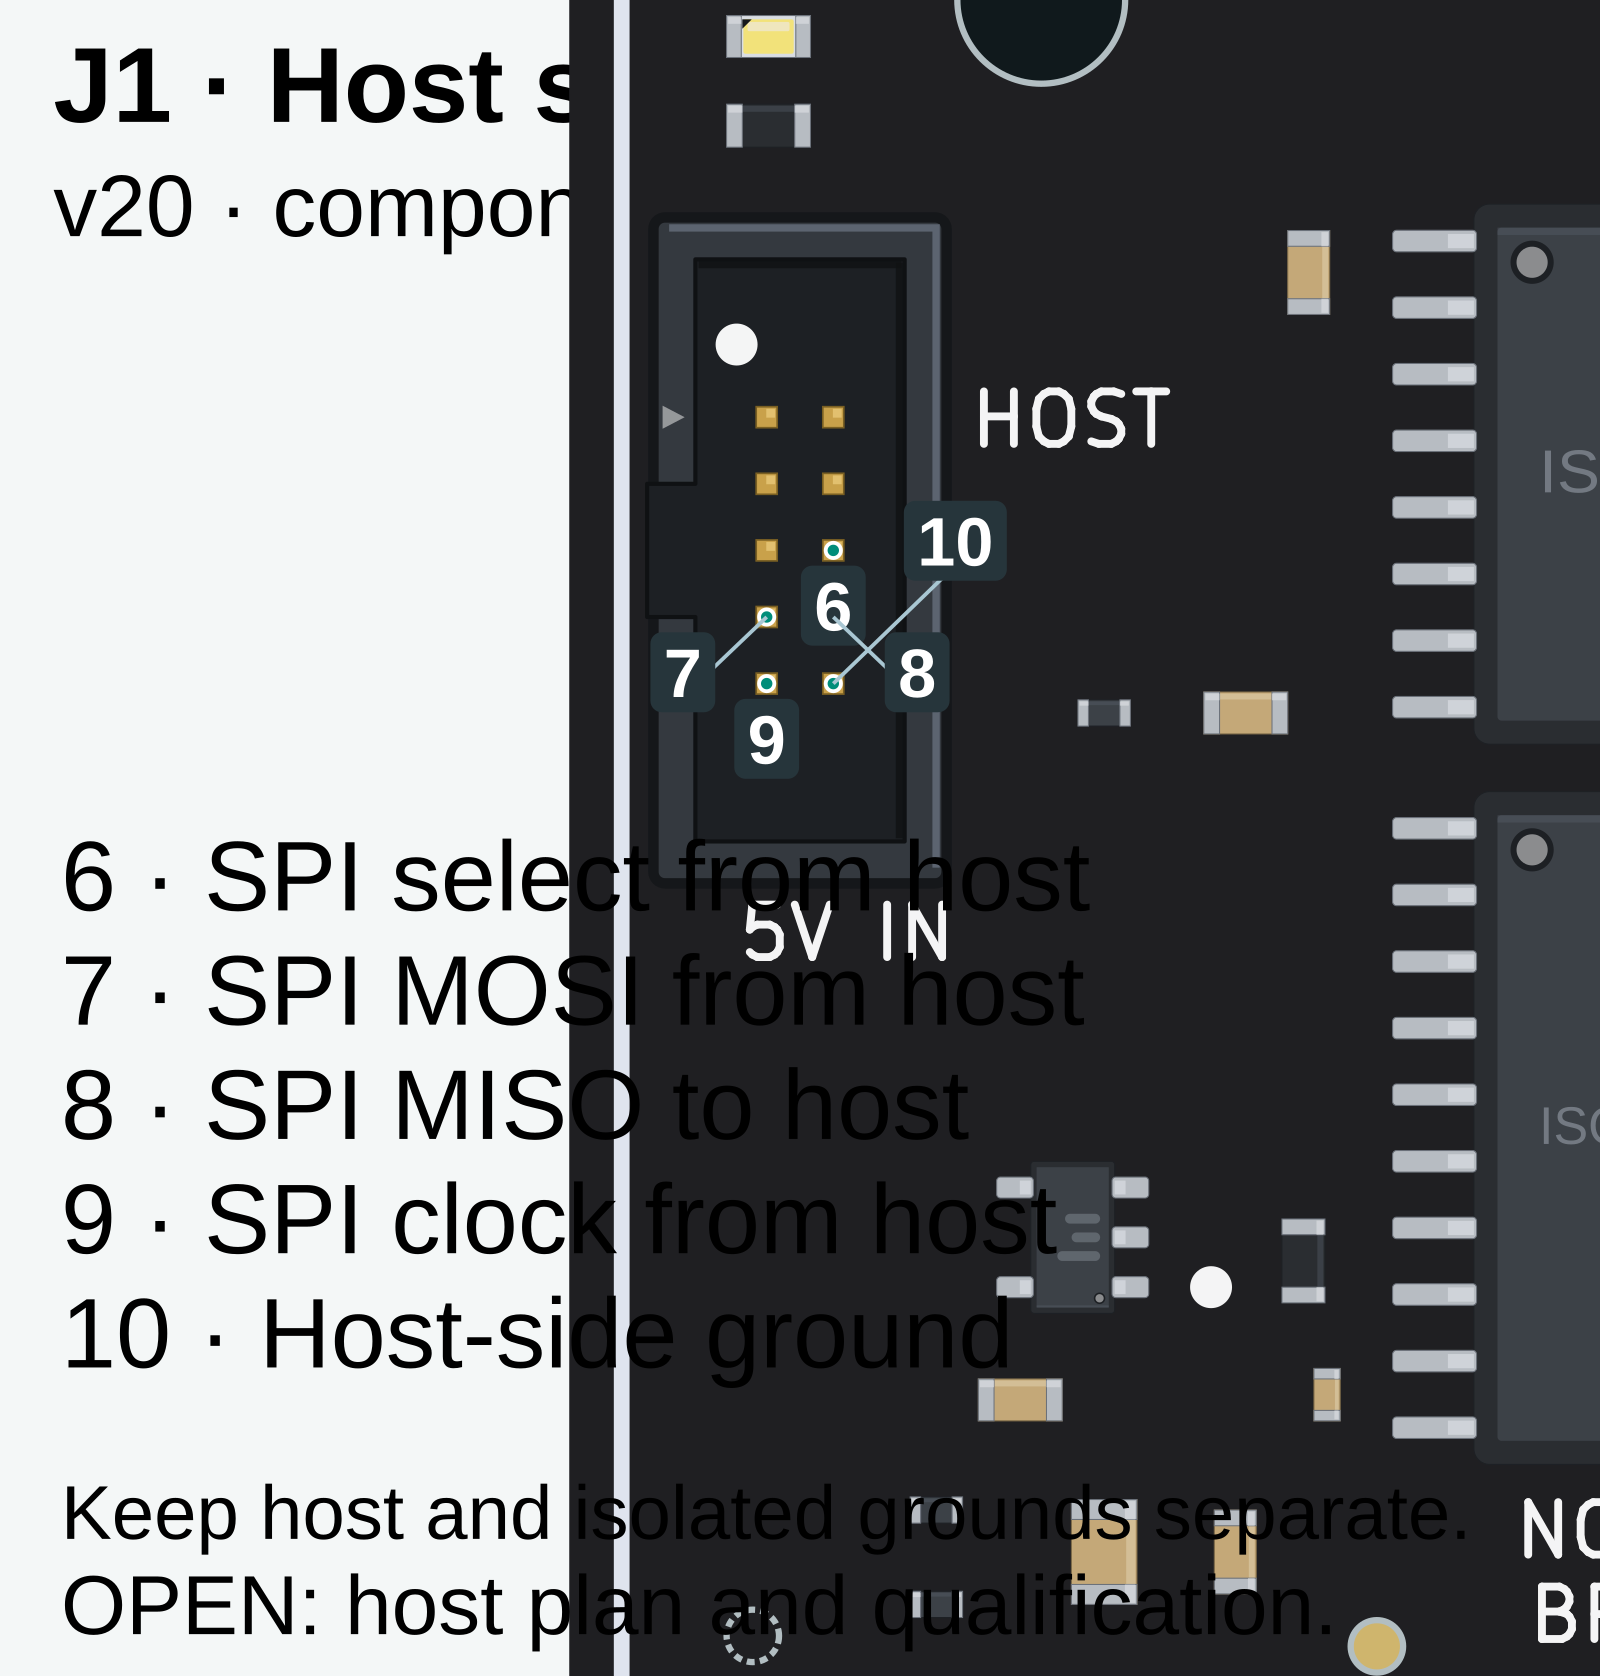 J1 · Host s
v20 · compon
HOST
IS
10
6
7
8
9
6 · SPI select from host
5V IN
7 · SPI MOSI from host
8 · SPI MISO to host
ISO
9 · SPI clock from host
10 · Host-side ground
Keep host and isolated grounds separate.
NO
OPEN: host plan and qualification.